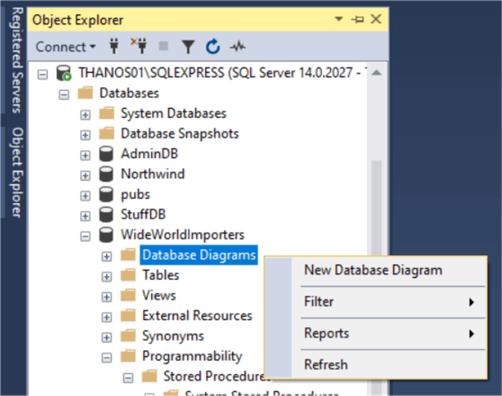 Registered Servers
Object Explorer
Object Explorer
Connect
THANOS01\SQLEXPRESS (SQL Server 14.0.2027 -
Databases
System Databases
Database Snapshots
AdminDB
Northwind
pubs
StuffDB
WideWorldImporters
Database Diagrams
Tables
Views
External Resources
Synonyms
Programmability
Stored Procedures
System Stored Procedures
New Database Diagram
Filter
Reports
Refresh